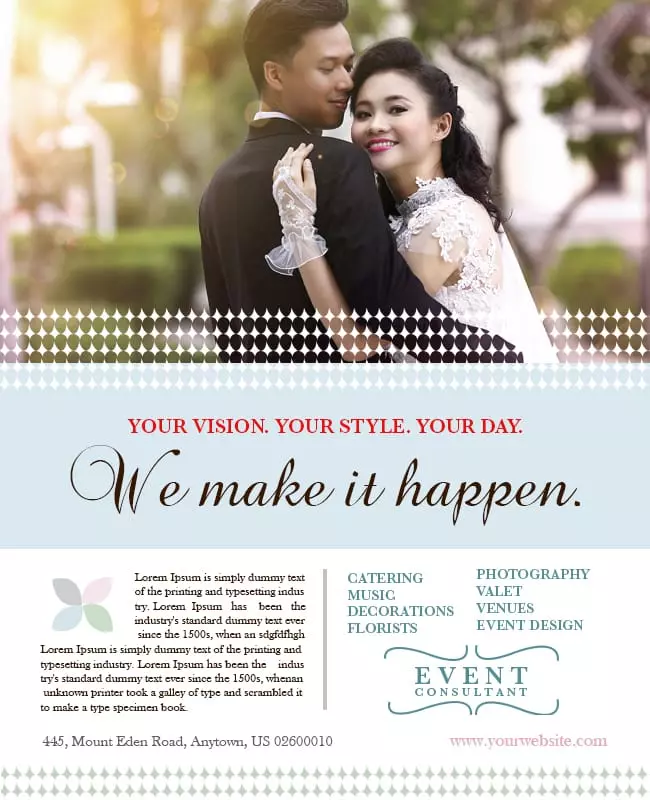 YOUR VISION. YOUR STYLE. YOUR DAY.
We make it happen.
Lorem Ipsum is simply dummy text
of the printing and typesetting indus
try. Lorem Ipsum has been the
industry's standard dummy text ever
since the 1500s, when an sdgfdfhgh
Lorem Ipsum is simply dummy text of the printing and
typesetting industry. Lorem Ipsum has been the indus
try's standard dummy text ever since the 1500s, whenan
unknown printer took a galley of type and scrambled it
to make a type specimen book.
CATERING
MUSIC
DECORATIONS
FLORISTS
PHOTOGRAPHY
VALET
VENUES
EVENT DESIGN
EVENT
CONSULTANT
445, Mount Eden Road, Anytown, US 02600010
www.yourwebsite.com